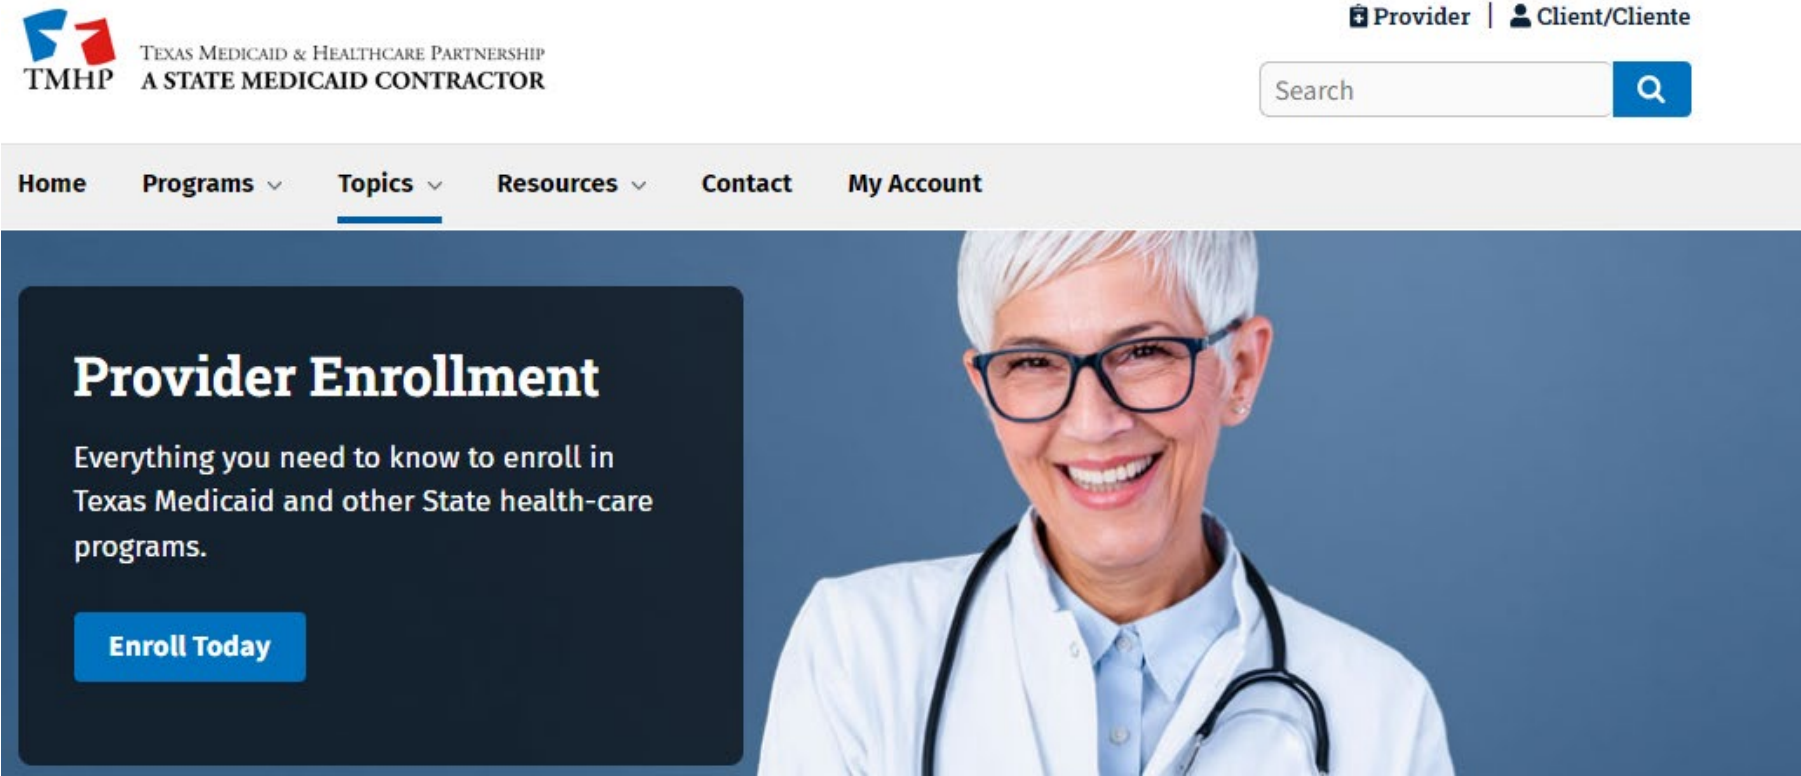 Provider | Client/Cliente
TMHP
TEXAS MEDICAID & HEALTHCARE PARTNERSHIP
A STATE MEDICAID CONTRACTOR
Search
Home Programs Topics Resources Contact My Account
Provider Enrollment
Everything you need to know to enroll in
Texas Medicaid and other State health-care
programs.
Enroll Today